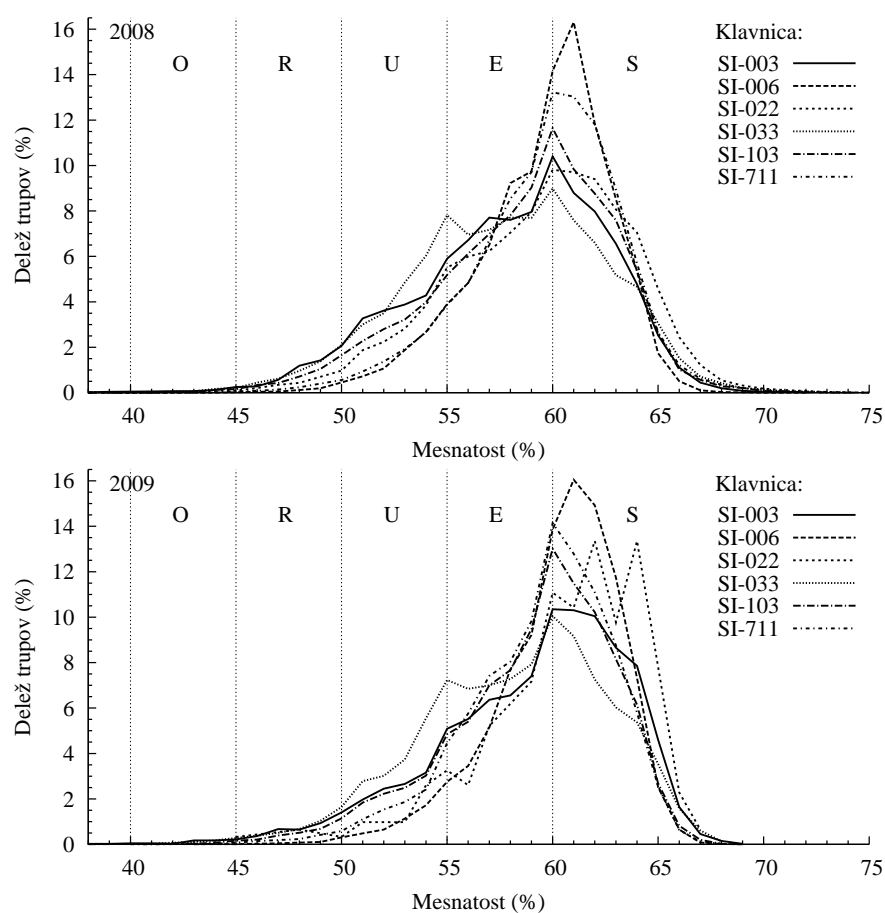 2008
Klavnica:
O R U E S
SI-003
SI-006
SI-022
SI-033
SI-103
SI-711
Delež trupov (%)
16
14
12
10
8
6
4
2
0
40 45 50 55 60 65 70 75
Mesnatost (%)
2009
Klavnica:
O R U E S
SI-003
SI-006
SI-022
SI-033
SI-103
SI-711
Delež trupov (%)
16
14
12
10
8
6
4
2
0
40 45 50 55 60 65 70 75
Mesnatost (%)